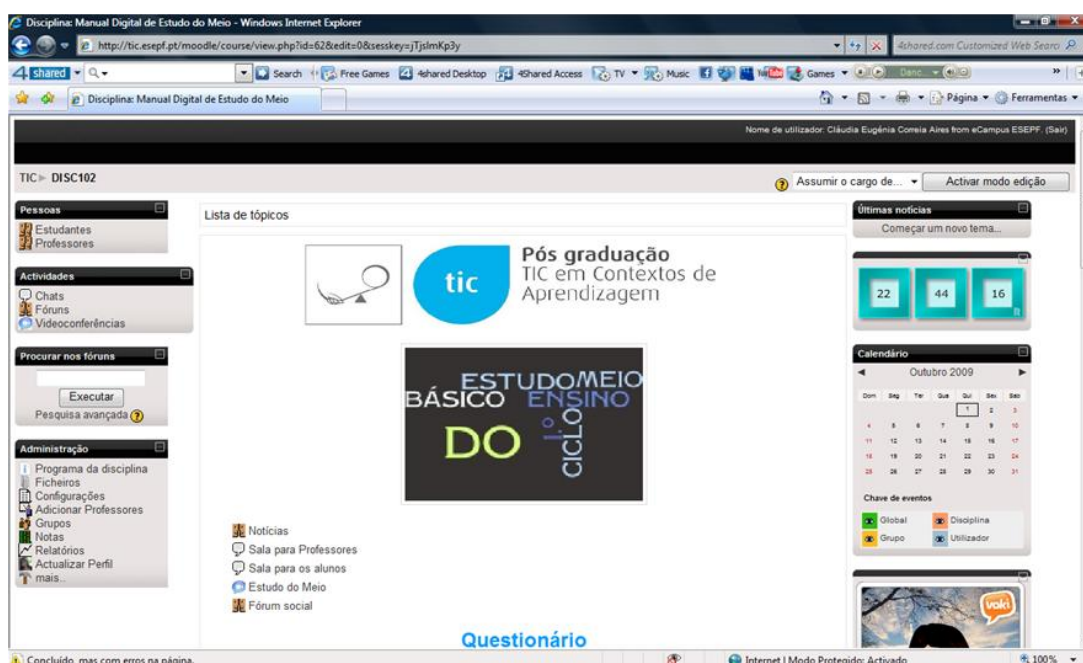 Disciplina: Manual Digital de Estudo do Meio - Windows Internet Explorer
http://tic.esepf.pt/moodle/course/view.php?id=62&edit=0&sesskey=jTjslmKp3y
4shared.com Customized Web Searc
4 shared
Search
Free Games
4shared Desktop
4Shared Access
TV
Music
Games
Danc...
Disciplina: Manual Digital de Estudo do Meio
Página
Ferramentas
Nome de utilizador: Cláudia Eugénia Correia Aires from eCampus ESEPF. (Sair)
TIC ► DISC102
Assumir o cargo de...
Activar modo edição
Pessoas
Estudantes
Professores
Actividades
Chats
Fóruns
Videoconferências
Procurar nos fóruns
Executar
Pesquisa avançada
Administração
Programa da disciplina
Ficheiros
Configurações
Adicionar Professores
Grupos
Notas
Relatórios
Actualizar Perfil
mais...
Lista de tópicos
tic
Pós graduação
TIC em Contextos de
Aprendizagem
ESTUDO MEIO
BÁSICO ENSINO
DO
1.º CICLO
Notícias
Sala para Professores
Sala para os alunos
Estudo do Meio
Fórum social
Questionário
Últimas notícias
Começar um novo tema...
22 44 16
Calendário
Outubro 2009
Dom Seg Ter Qua Qui Sex Sáb
1 2 3
4 5 6 7 8 9 10
11 12 13 14 15 16 17
18 19 20 21 22 23 24
25 26 27 28 29 30 31
Chave de eventos
Global Disciplina
Grupo Utilizador
voki
Concluído, mas com erros na página.
Internet | Modo Protegido: Activado
100%